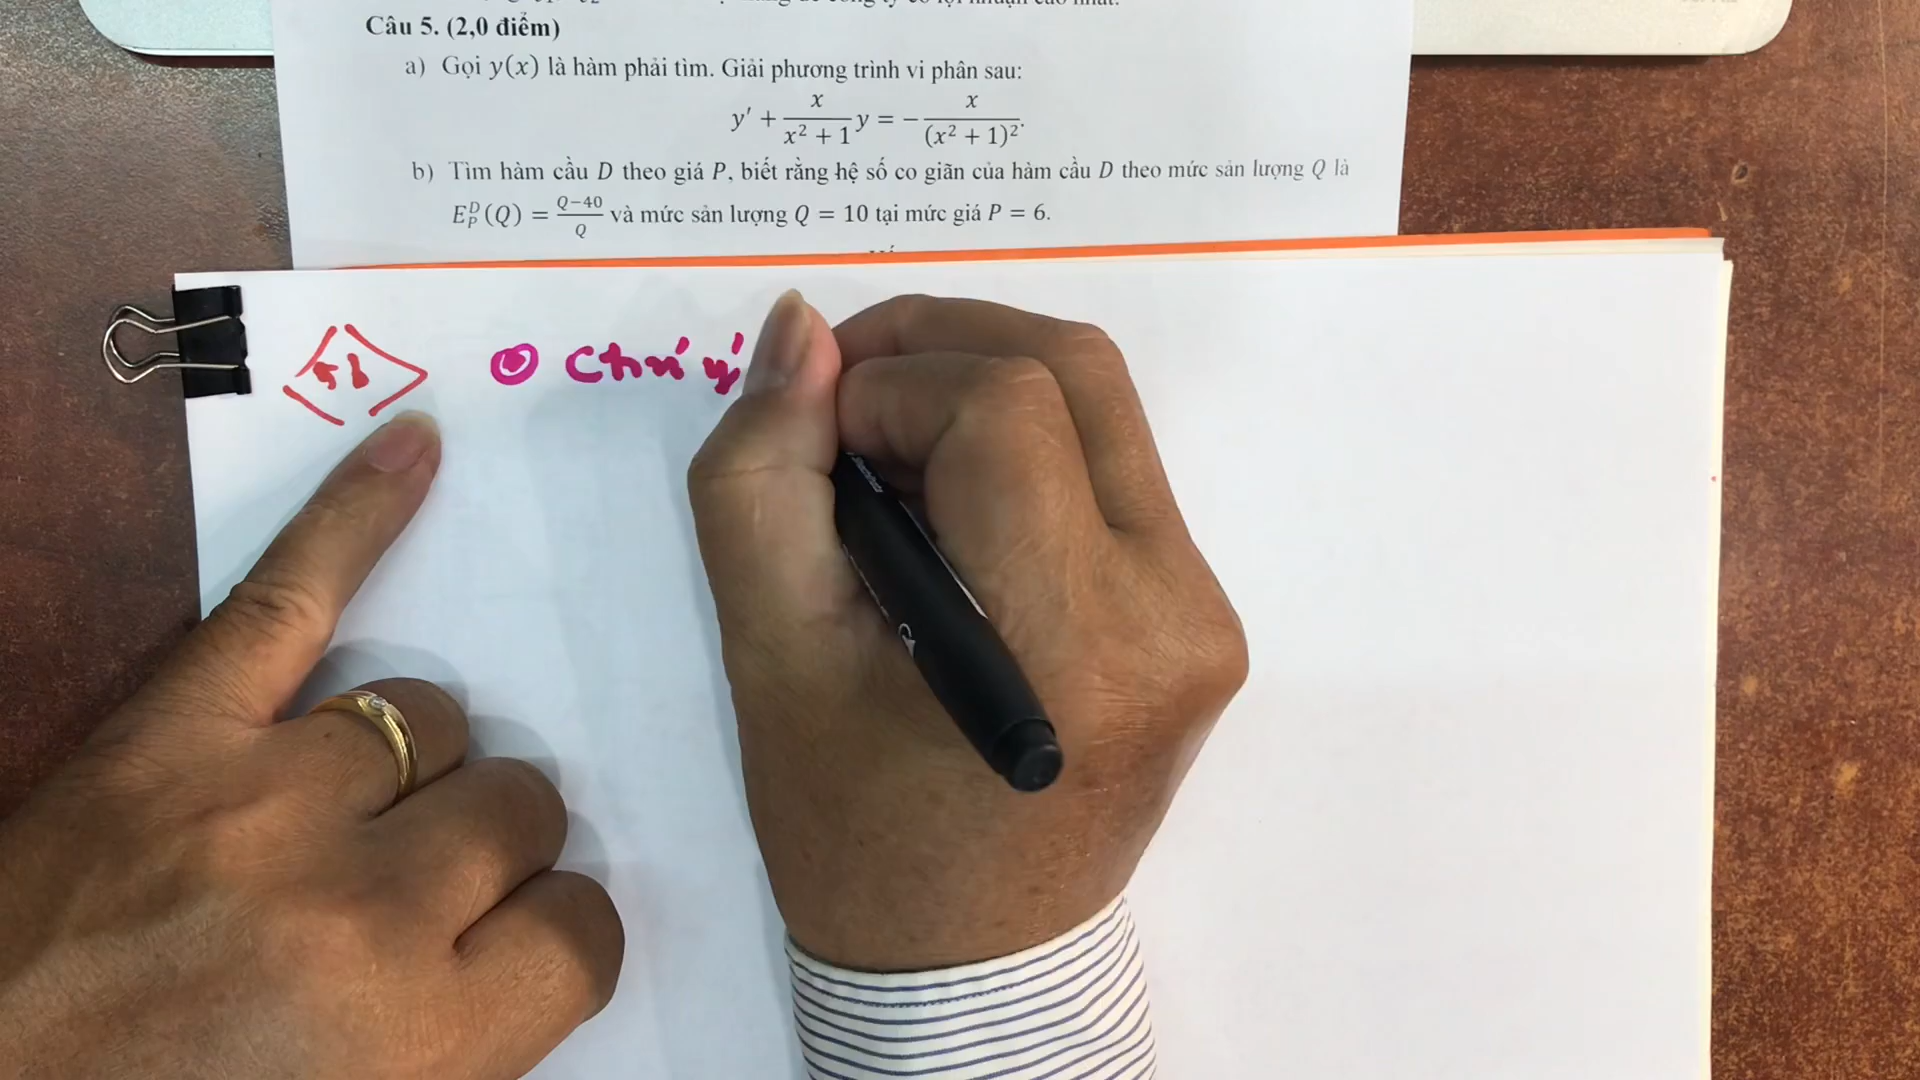 Câu 5. (2,0 điểm)
a) Gọi y(x) là hàm phải tìm. Giải phương trình vi phân sau:
y′ + x/(x² + 1) y = − x/(x² + 1)².
b) Tìm hàm cầu D theo giá P, biết rằng hệ số co giãn của hàm cầu D theo mức sản lượng Q là
E_P^D(Q) = (Q−40)/Q và mức sản lượng Q = 10 tại mức giá P = 6.
5b Chú ý